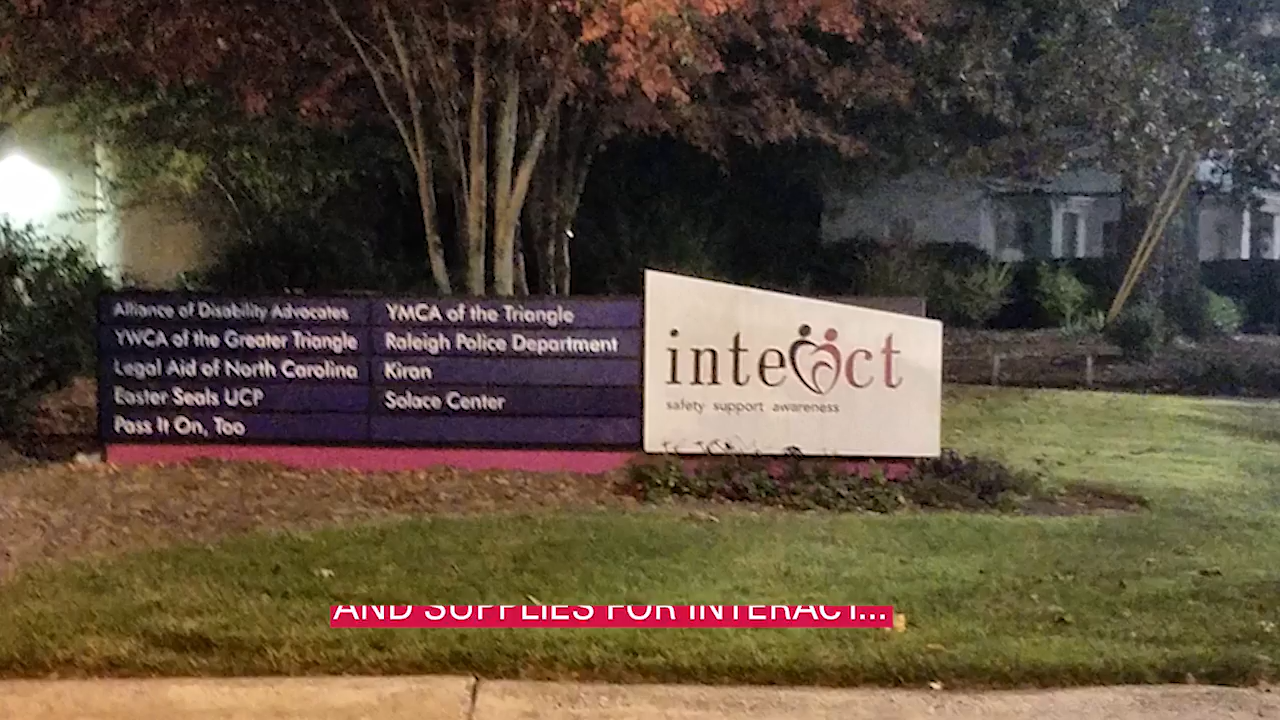 Alliance of Disability Advocates
YWCA of the Greater Triangle
Legal Aid of North Carolina
Easter Seals UCP
Pass It On, Too
YMCA of the Triangle
Raleigh Police Department
Kiran
Solace Center
interact
safety support awareness
AND SUPPLIES FOR INTERACT...